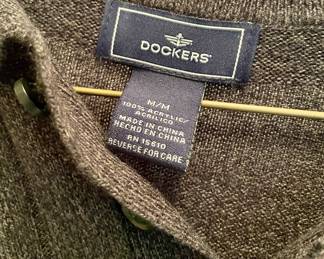 DOCKERS®
M/M
100% ACRYLIC/
ACRILICO
MADE IN CHINA
HECHO EN CHINA
RN 15610
REVERSE FOR CARE